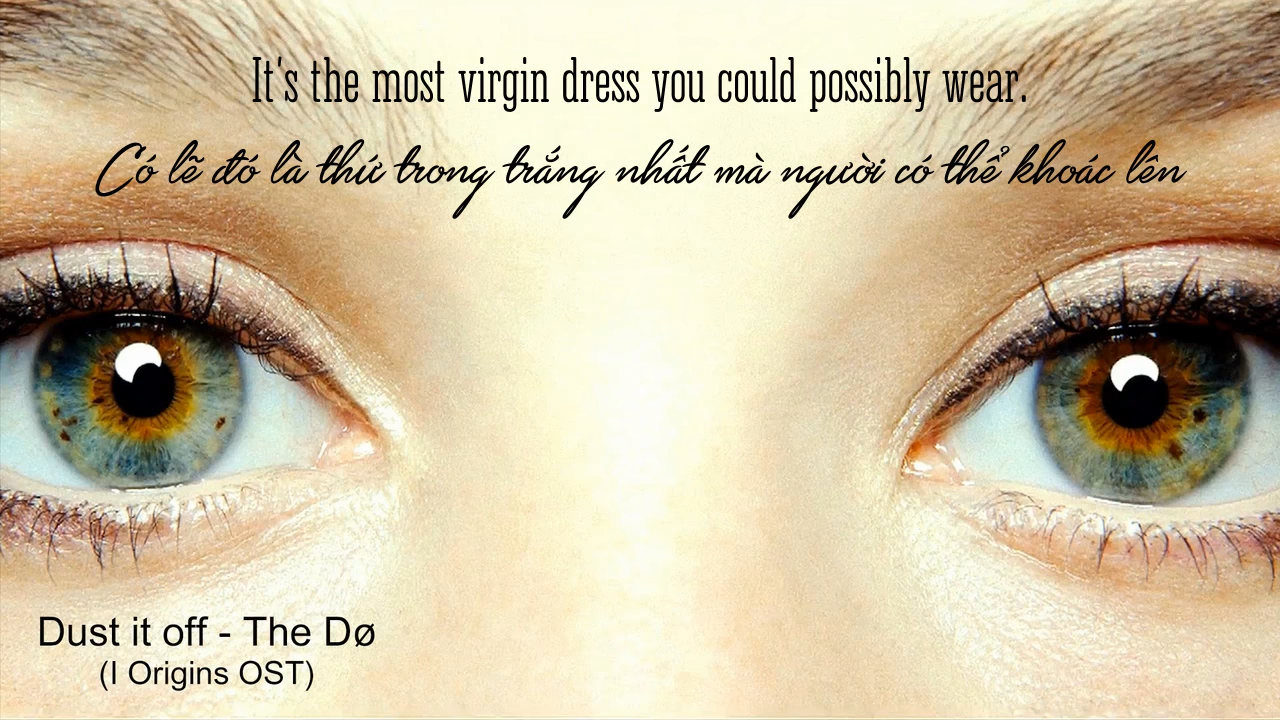 It's the most virgin dress you could possibly wear.
Có lẽ đó là thứ trong trắng nhất mà người có thể khoác lên
Dust it off - The Dø
(I Origins OST)